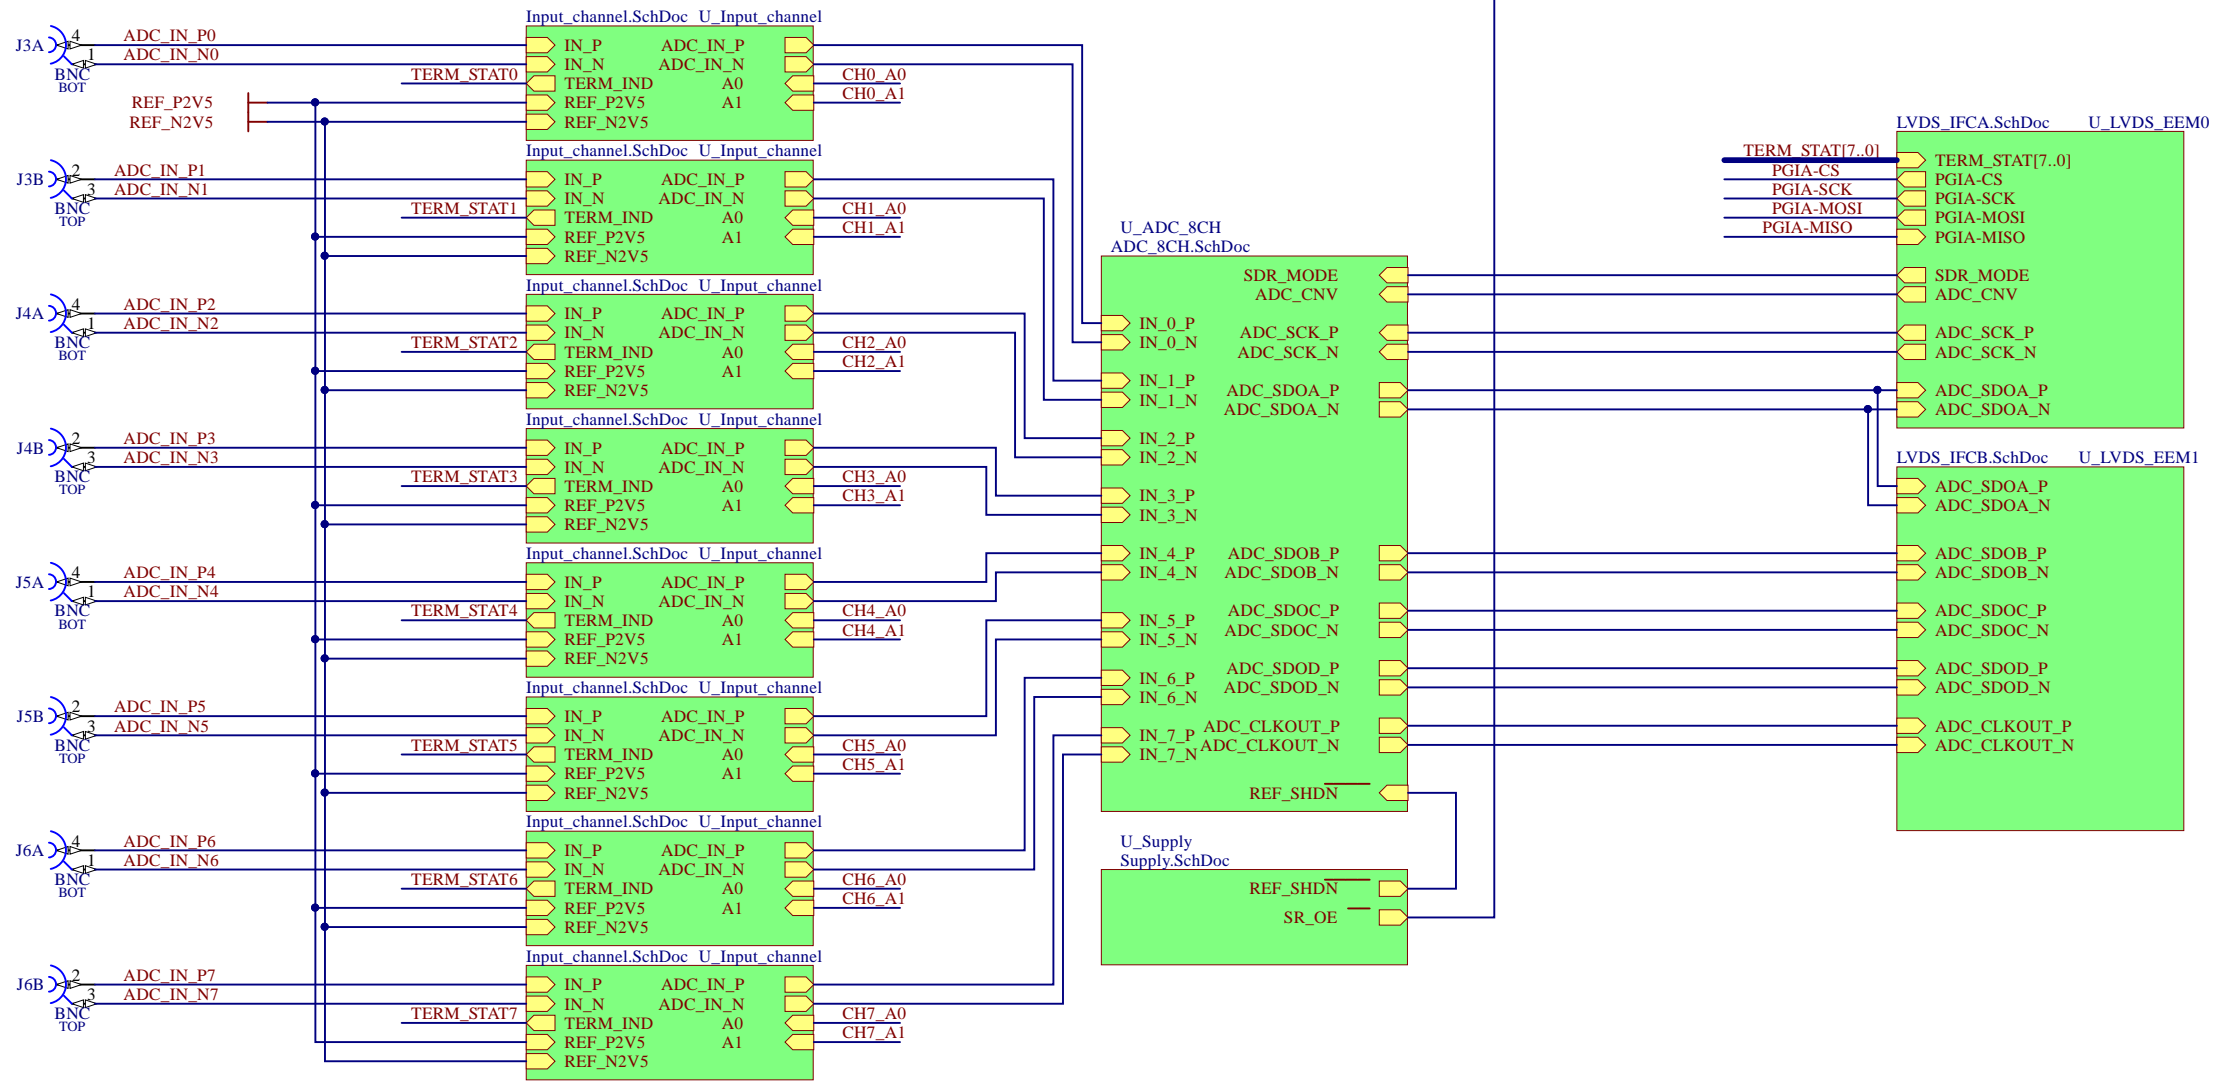 Input_channel.SchDoc U_Input_channel
J3A
4
ADC_IN_P0
1
ADC_IN_N0
BNC
BOT
TERM_STAT0
REF_P2V5
REF_N2V5
IN_P ADC_IN_P
IN_N ADC_IN_N
TERM_IND A0
REF_P2V5 A1
REF_N2V5
CH0_A0
CH0_A1
Input_channel.SchDoc U_Input_channel
J3B
2
ADC_IN_P1
3
ADC_IN_N1
BNC
TOP
TERM_STAT1
IN_P ADC_IN_P
IN_N ADC_IN_N
TERM_IND A0
REF_P2V5 A1
REF_N2V5
CH1_A0
CH1_A1
Input_channel.SchDoc U_Input_channel
J4A
4
ADC_IN_P2
1
ADC_IN_N2
BNC
BOT
TERM_STAT2
IN_P ADC_IN_P
IN_N ADC_IN_N
TERM_IND A0
REF_P2V5 A1
REF_N2V5
CH2_A0
CH2_A1
Input_channel.SchDoc U_Input_channel
J4B
2
ADC_IN_P3
3
ADC_IN_N3
BNC
TOP
TERM_STAT3
IN_P ADC_IN_P
IN_N ADC_IN_N
TERM_IND A0
REF_P2V5 A1
REF_N2V5
CH3_A0
CH3_A1
Input_channel.SchDoc U_Input_channel
J5A
4
ADC_IN_P4
1
ADC_IN_N4
BNC
BOT
TERM_STAT4
IN_P ADC_IN_P
IN_N ADC_IN_N
TERM_IND A0
REF_P2V5 A1
REF_N2V5
CH4_A0
CH4_A1
Input_channel.SchDoc U_Input_channel
J5B
2
ADC_IN_P5
3
ADC_IN_N5
BNC
TOP
TERM_STAT5
IN_P ADC_IN_P
IN_N ADC_IN_N
TERM_IND A0
REF_P2V5 A1
REF_N2V5
CH5_A0
CH5_A1
Input_channel.SchDoc U_Input_channel
J6A
4
ADC_IN_P6
1
ADC_IN_N6
BNC
BOT
TERM_STAT6
IN_P ADC_IN_P
IN_N ADC_IN_N
TERM_IND A0
REF_P2V5 A1
REF_N2V5
CH6_A0
CH6_A1
Input_channel.SchDoc U_Input_channel
J6B
2
ADC_IN_P7
3
ADC_IN_N7
BNC
TOP
TERM_STAT7
IN_P ADC_IN_P
IN_N ADC_IN_N
TERM_IND A0
REF_P2V5 A1
REF_N2V5
CH7_A0
CH7_A1
U_ADC_8CH
ADC_8CH.SchDoc
SDR_MODE
ADC_CNV
IN_0_P ADC_SCK_P
IN_0_N ADC_SCK_N
IN_1_P ADC_SDOA_P
IN_1_N ADC_SDOA_N
IN_2_P
IN_2_N
IN_3_P
IN_3_N
IN_4_P ADC_SDOB_P
IN_4_N ADC_SDOB_N
IN_5_P ADC_SDOC_P
IN_5_N ADC_SDOC_N
IN_6_P ADC_SDOD_P
IN_6_N ADC_SDOD_N
IN_7_P ADC_CLKOUT_P
IN_7_N ADC_CLKOUT_N
REF_SHDN
U_Supply
Supply.SchDoc
REF_SHDN
SR_OE
LVDS_IFCA.SchDoc U_LVDS_EEM0
TERM_STAT[7..0] TERM_STAT[7..0]
PGIA-CS PGIA-CS
PGIA-SCK PGIA-SCK
PGIA-MOSI PGIA-MOSI
PGIA-MISO PGIA-MISO
SDR_MODE
ADC_CNV
ADC_SCK_P
ADC_SCK_N
ADC_SDOA_P
ADC_SDOA_N
LVDS_IFCB.SchDoc U_LVDS_EEM1
ADC_SDOA_P
ADC_SDOA_N
ADC_SDOB_P
ADC_SDOB_N
ADC_SDOC_P
ADC_SDOC_N
ADC_SDOD_P
ADC_SDOD_N
ADC_CLKOUT_P
ADC_CLKOUT_N